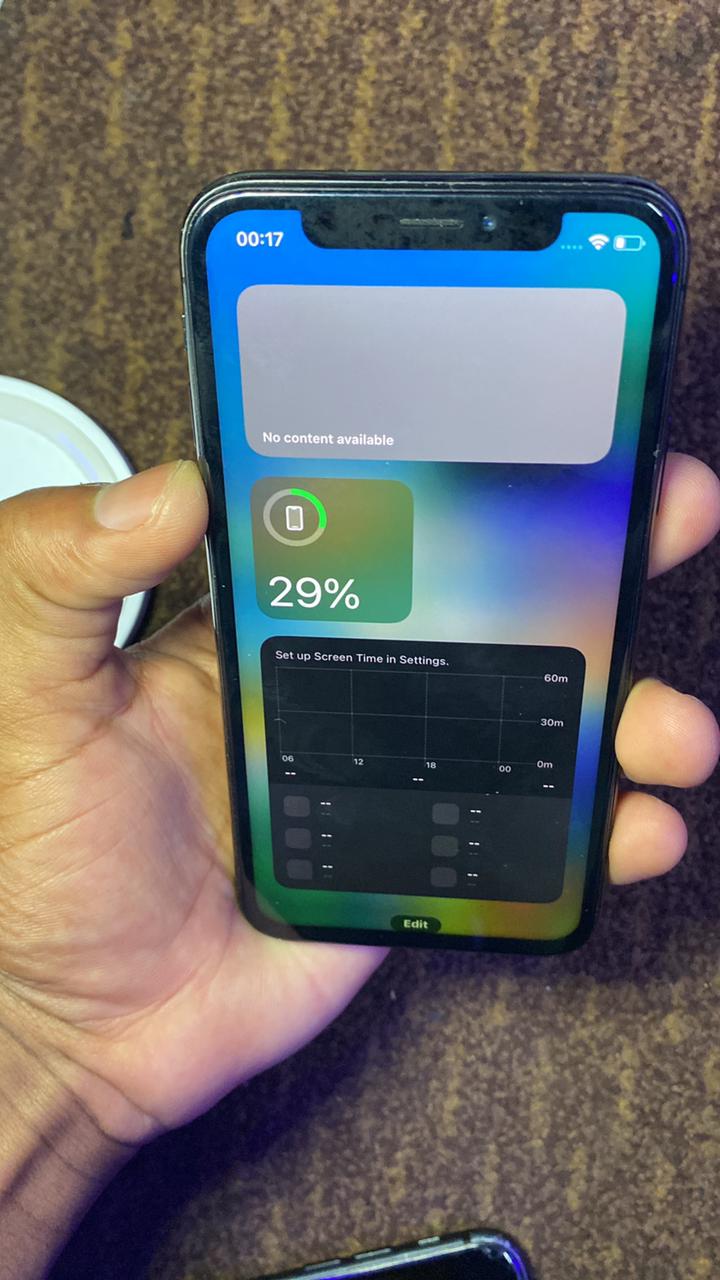 00:17
No content available
29%
Set up Screen Time in Settings.
60m
30m
0m
06 12 18 00
-- -- --
-- --
-- --
-- --
Edit